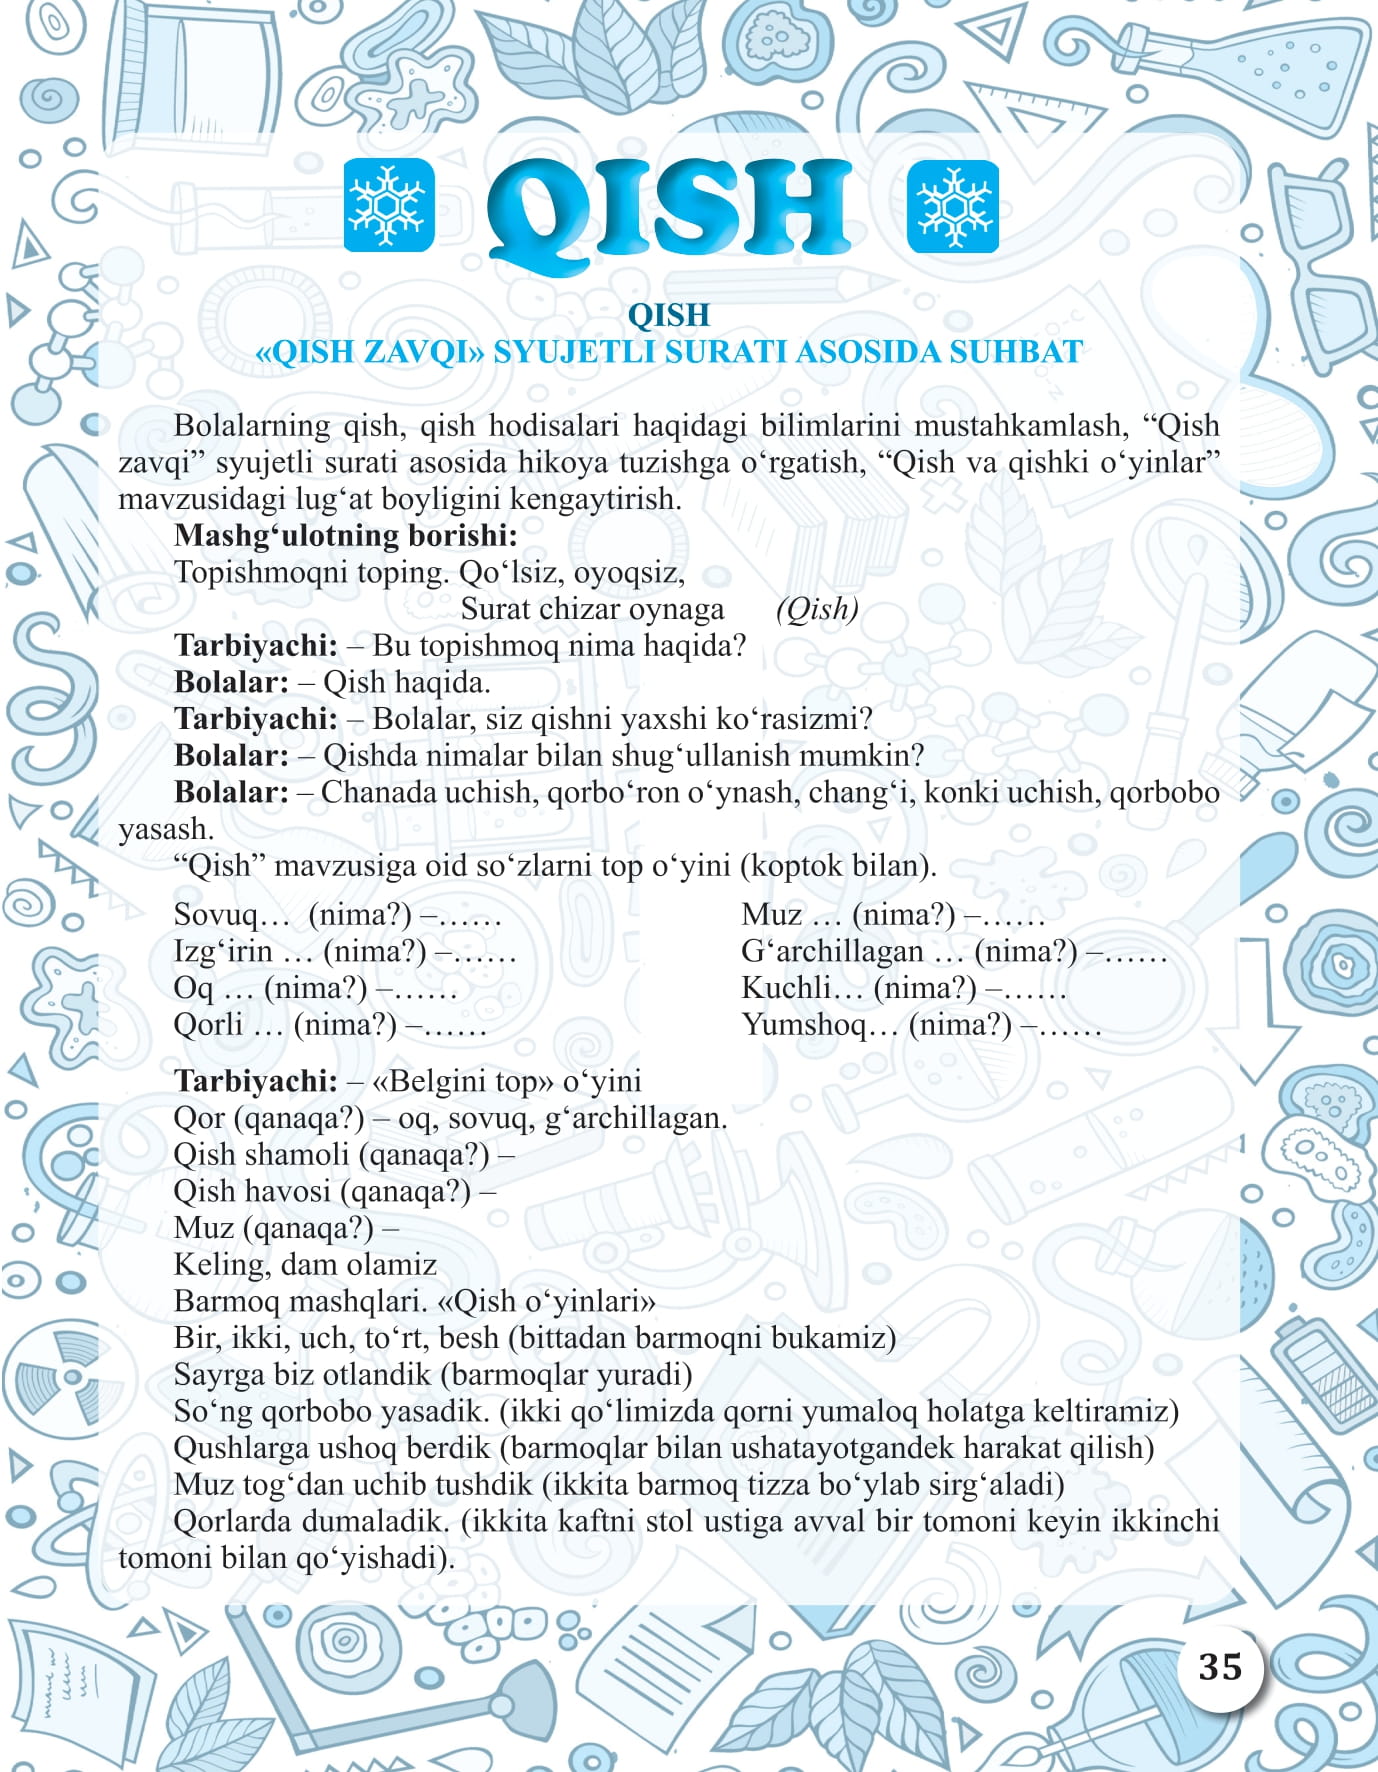 QISH
QISH
«QISH ZAVQI» SYUJETLI SURATI ASOSIDA SUHBAT
Bolalarning qish, qish hodisalari haqidagi bilimlarini mustahkamlash, “Qish
zavqi” syujetli surati asosida hikoya tuzishga o‘rgatish, “Qish va qishki o‘yinlar”
mavzusidagi lug‘at boyligini kengaytirish.
Mashg‘ulotning borishi:
Topishmoqni toping. Qo‘lsiz, oyoqsiz,
Surat chizar oynaga (Qish)
Tarbiyachi: – Bu topishmoq nima haqida?
Bolalar: – Qish haqida.
Tarbiyachi: – Bolalar, siz qishni yaxshi ko‘rasizmi?
Bolalar: – Qishda nimalar bilan shug‘ullanish mumkin?
Bolalar: – Chanada uchish, qorbo‘ron o‘ynash, chang‘i, konki uchish, qorbobo
yasash.
“Qish” mavzusiga oid so‘zlarni top o‘yini (koptok bilan).
Sovuq… (nima?) –……
Izg‘irin … (nima?) –……
Oq … (nima?) –……
Qorli … (nima?) –……
Muz … (nima?) –……
G‘archillagan … (nima?) –……
Kuchli… (nima?) –……
Yumshoq… (nima?) –……
Tarbiyachi: – «Belgini top» o‘yini
Qor (qanaqa?) – oq, sovuq, g‘archillagan.
Qish shamoli (qanaqa?) –
Qish havosi (qanaqa?) –
Muz (qanaqa?) –
Keling, dam olamiz
Barmoq mashqlari. «Qish o‘yinlari»
Bir, ikki, uch, to‘rt, besh (bittadan barmoqni bukamiz)
Sayrga biz otlandik (barmoqlar yuradi)
So‘ng qorbobo yasadik. (ikki qo‘limizda qorni yumaloq holatga keltiramiz)
Qushlarga ushoq berdik (barmoqlar bilan ushatayotgandek harakat qilish)
Muz tog‘dan uchib tushdik (ikkita barmoq tizza bo‘ylab sirg‘aladi)
Qorlarda dumaladik. (ikkita kaftni stol ustiga avval bir tomoni keyin ikkinchi
tomoni bilan qo‘yishadi).
35